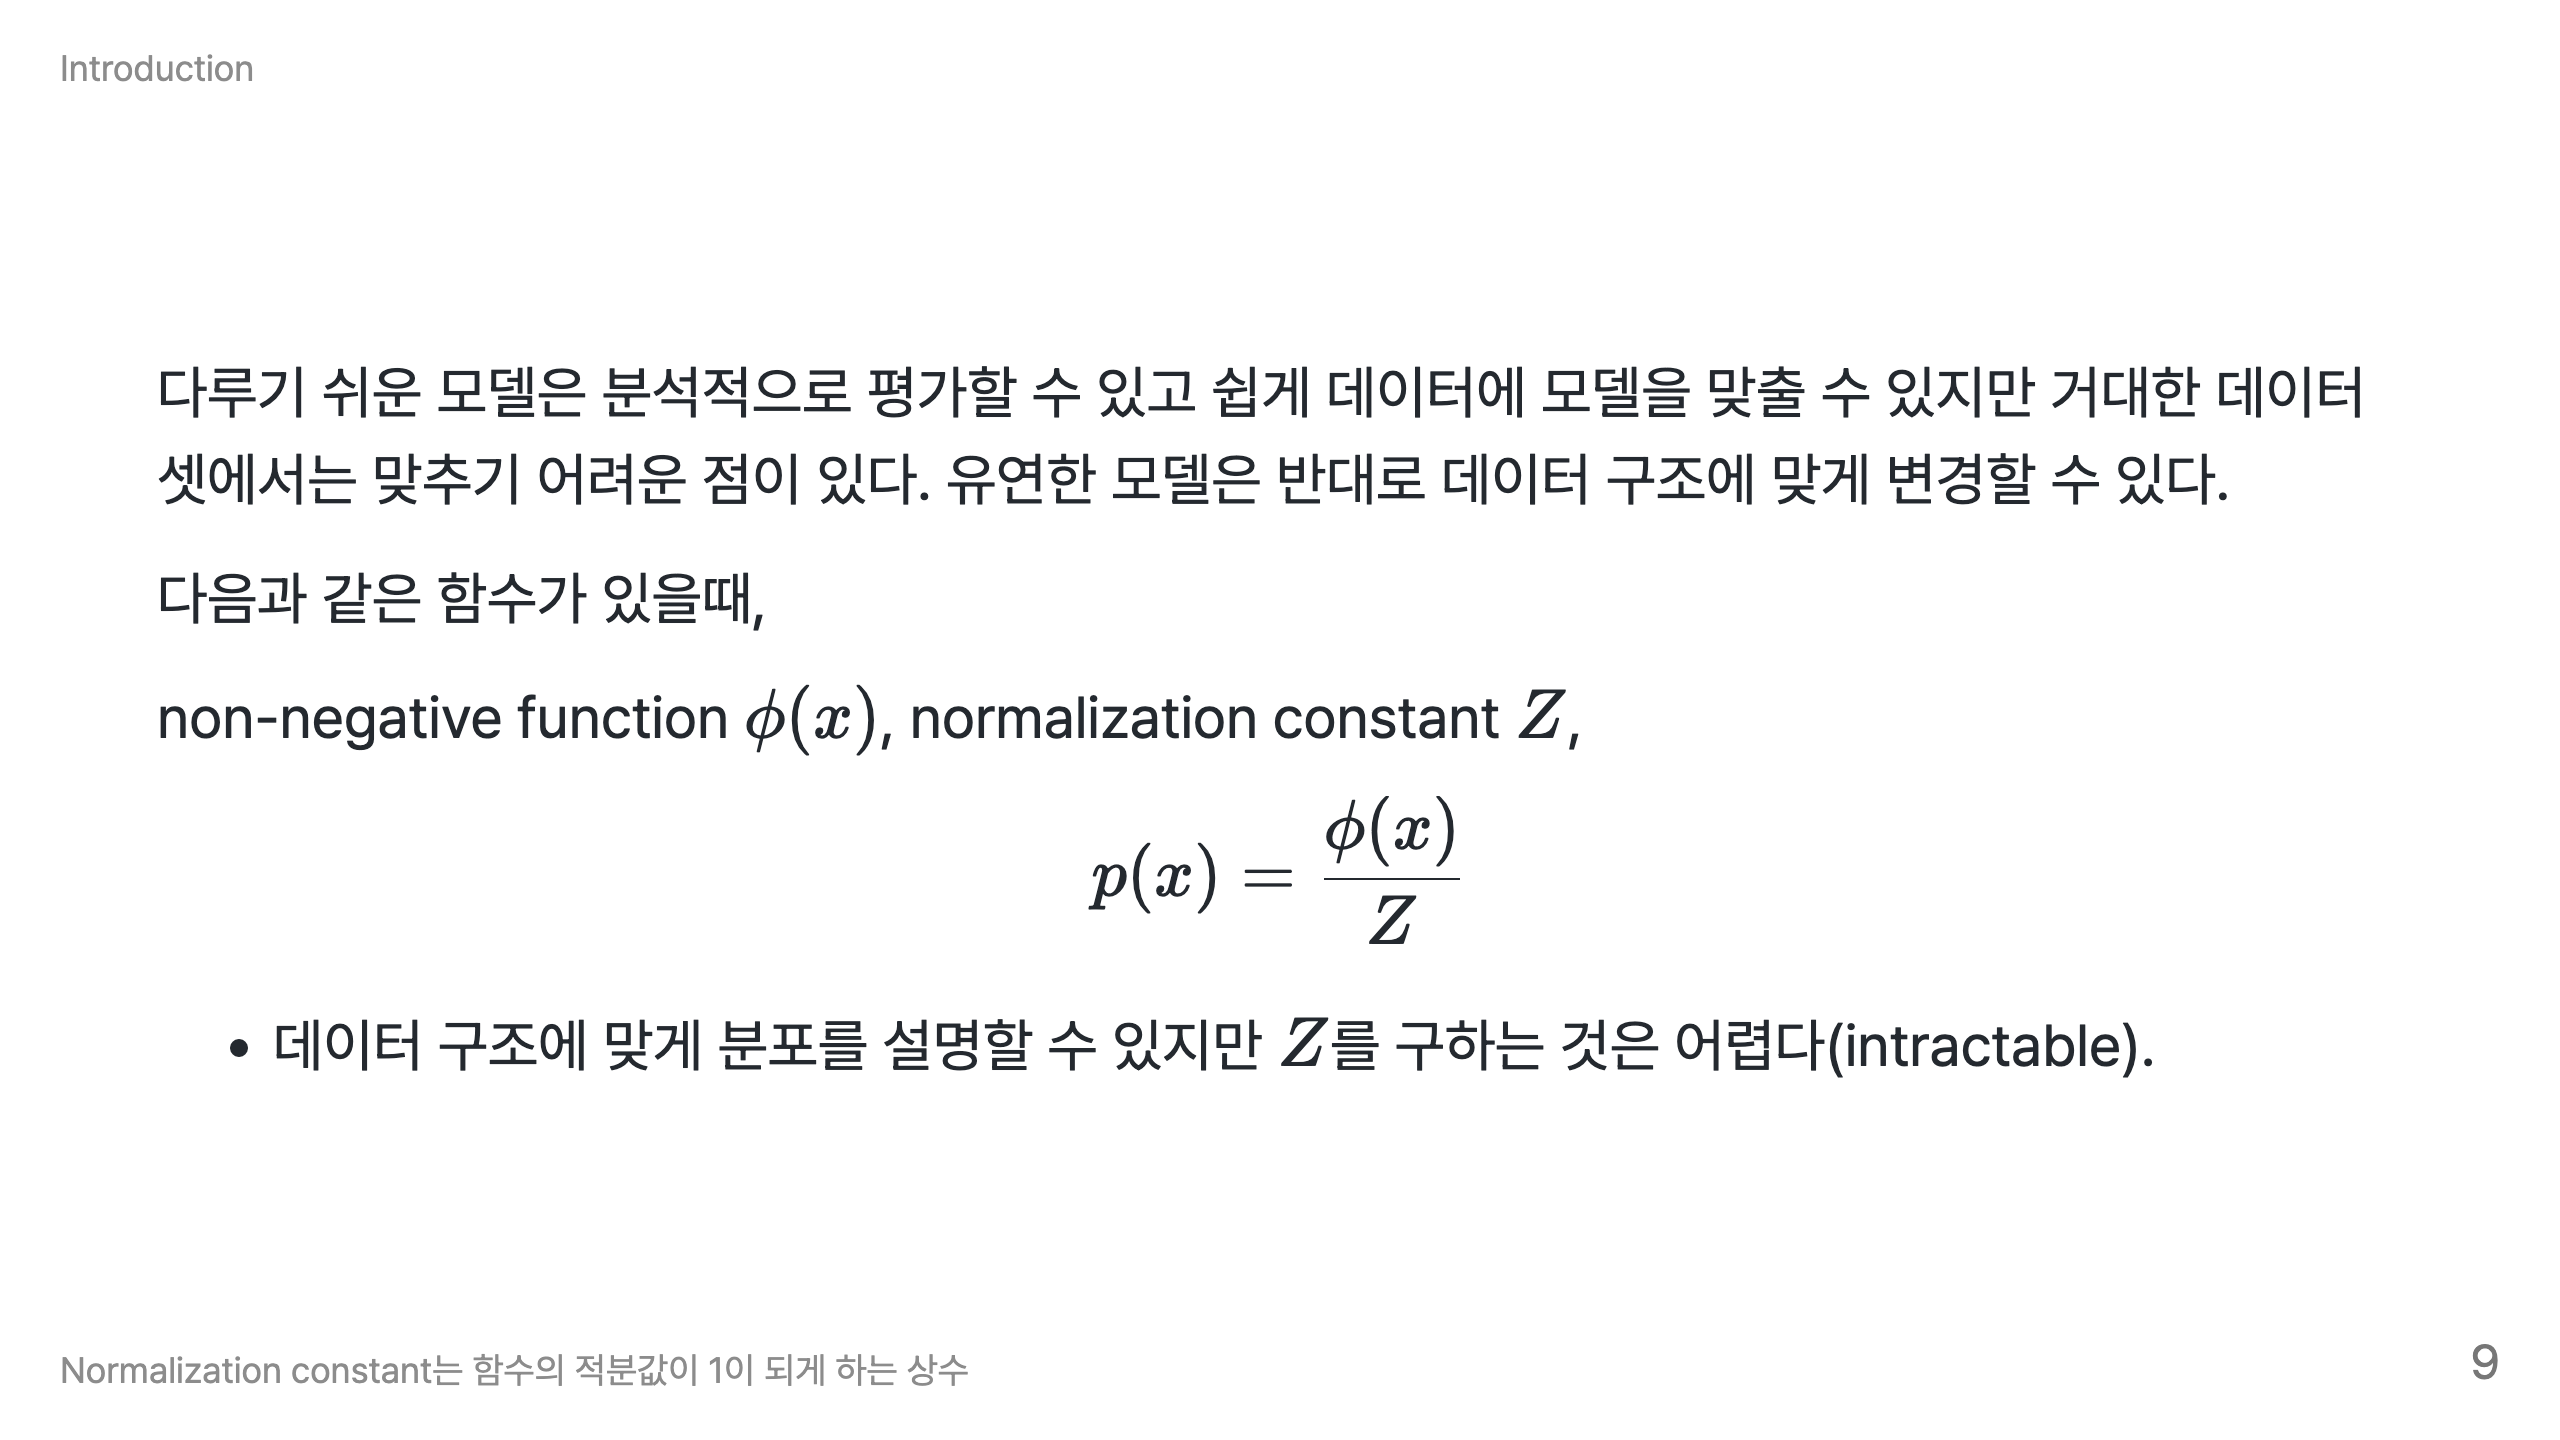 Introduction
다루기 쉬운 모델은 분석적으로 평가할 수 있고 쉽게 데이터에 모델을 맞출 수 있지만 거대한 데이터
셋에서는 맞추기 어려운 점이 있다. 유연한 모델은 반대로 데이터 구조에 맞게 변경할 수 있다.
다음과 같은 함수가 있을때,
non-negative function ϕ(x), normalization constant Z,
p(x) = ϕ(x) / Z
• 데이터 구조에 맞게 분포를 설명할 수 있지만 Z를 구하는 것은 어렵다(intractable).
Normalization constant는 함수의 적분값이 1이 되게 하는 상수
9